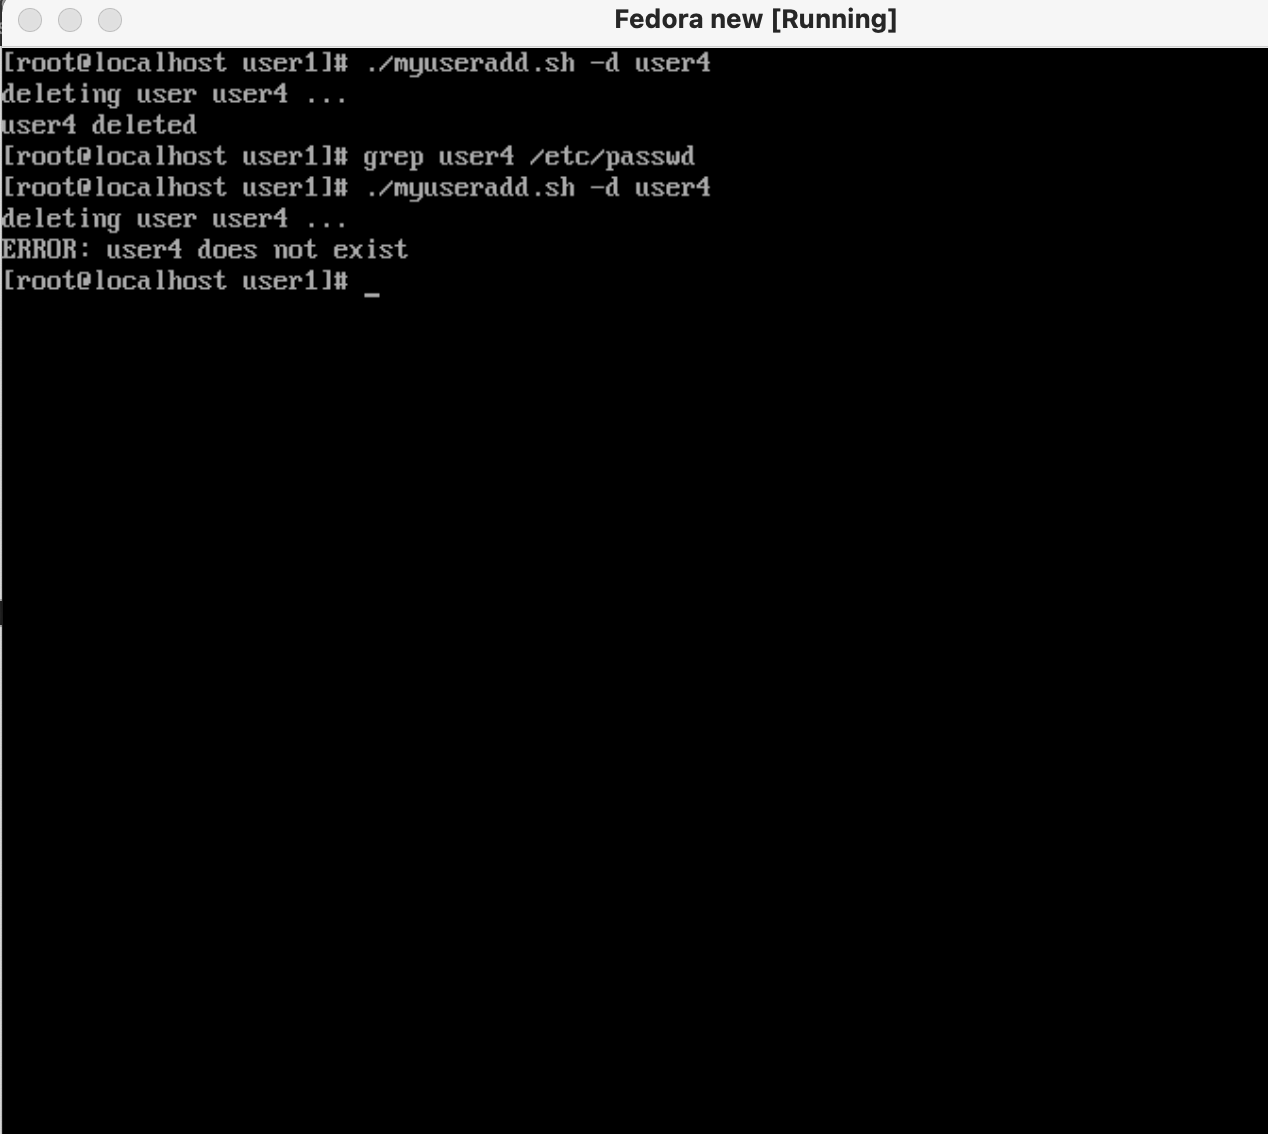 Fedora new [Running]
[root@localhost user1]# ./myuseradd.sh -d user4
deleting user user4 ...
user4 deleted
[root@localhost user1]# grep user4 /etc/passwd
[root@localhost user1]# ./myuseradd.sh -d user4
deleting user user4 ...
ERROR: user4 does not exist
[root@localhost user1]# _